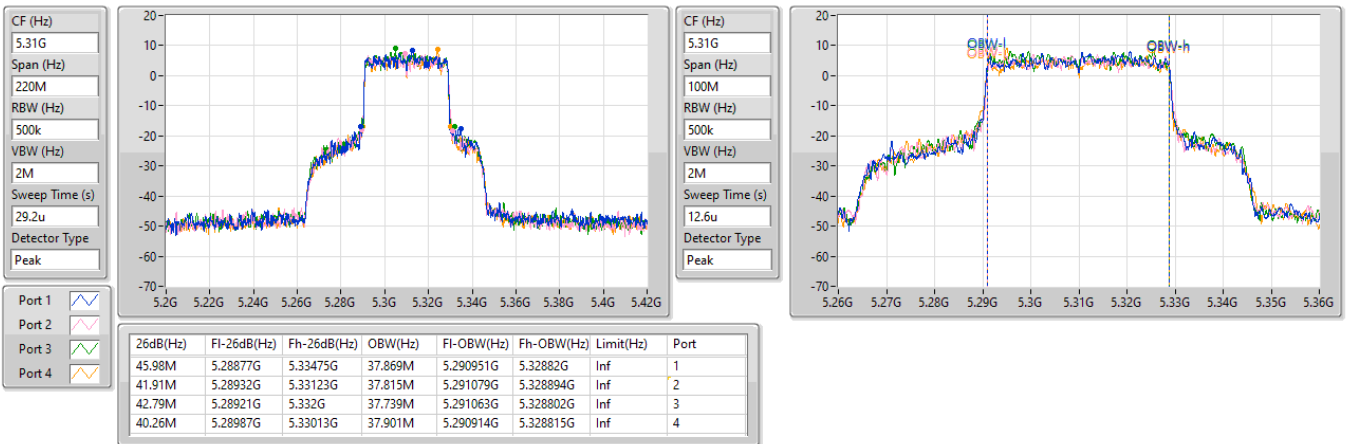 CF (Hz)
5.31G
Span (Hz)
220M
RBW (Hz)
500k
VBW (Hz)
2M
Sweep Time (s)
29.2u
Detector Type
Peak
20
10
0
-10
-20
-30
-40
-50
-60
-70
5.2G 5.22G 5.24G 5.26G 5.28G 5.3G 5.32G 5.34G 5.36G 5.38G 5.4G 5.42G
CF (Hz)
5.31G
Span (Hz)
100M
RBW (Hz)
500k
VBW (Hz)
2M
Sweep Time (s)
12.6u
Detector Type
Peak
20
10
0
-10
-20
-30
-40
-50
-60
-70
OBW-l
OBW-l
OBW-h
5.26G 5.27G 5.28G 5.29G 5.3G 5.31G 5.32G 5.33G 5.34G 5.35G 5.36G
Port 1
Port 2
Port 3
Port 4
26dB(Hz) Fl-26dB(Hz) Fh-26dB(Hz) OBW(Hz) Fl-OBW(Hz) Fh-OBW(Hz) Limit(Hz) Port
45.98M 5.28877G 5.33475G 37.869M 5.290951G 5.32882G Inf 1
41.91M 5.28932G 5.33123G 37.815M 5.291079G 5.328894G Inf 2
42.79M 5.28921G 5.332G 37.739M 5.291063G 5.328802G Inf 3
40.26M 5.28987G 5.33013G 37.901M 5.290914G 5.328815G Inf 4